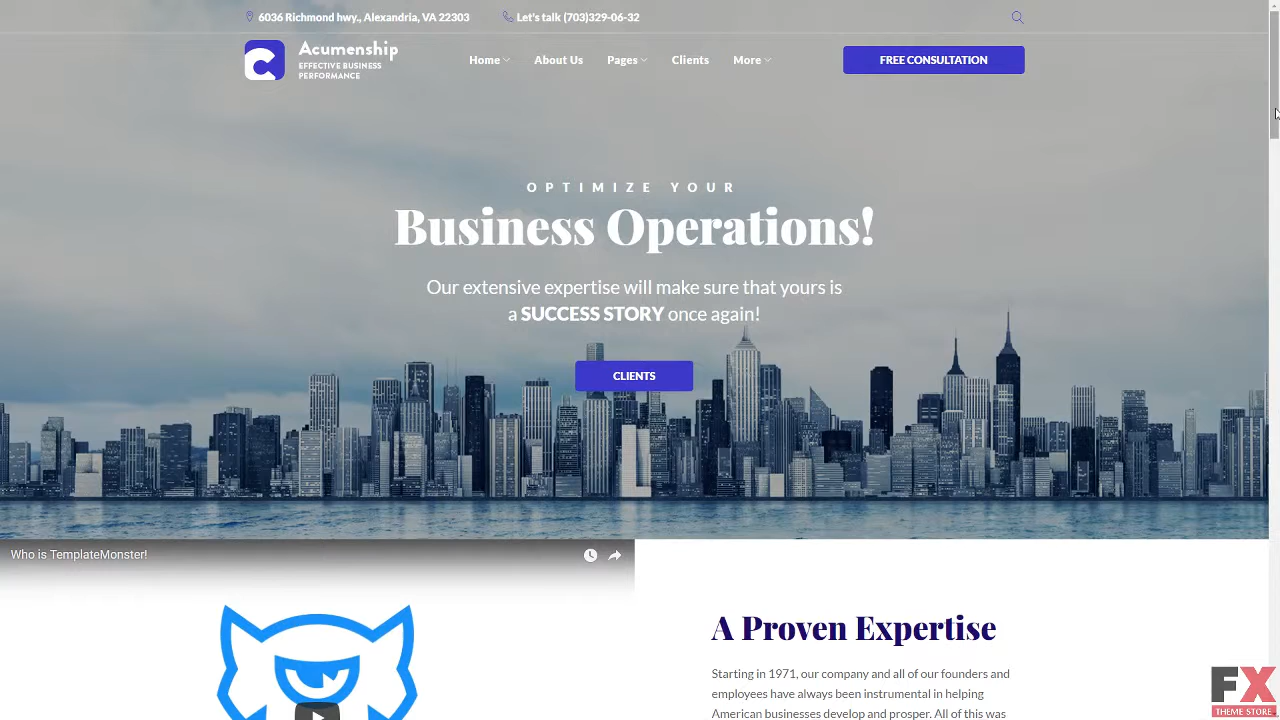 6036 Richmond hwy., Alexandria, VA 22303
Let's talk (703)329-06-32
Acumenship
EFFECTIVE BUSINESS
PERFORMANCE
Home
About Us
Pages
Clients
More
FREE CONSULTATION
OPTIMIZE YOUR
Business Operations!
Our extensive expertise will make sure that yours is
a SUCCESS STORY once again!
CLIENTS
Who is TemplateMonster!
A Proven Expertise
Starting in 1971, our company and all of our founders and
employees have always been instrumental in helping
American businesses develop and prosper. All of this was
FX
THEME STORE